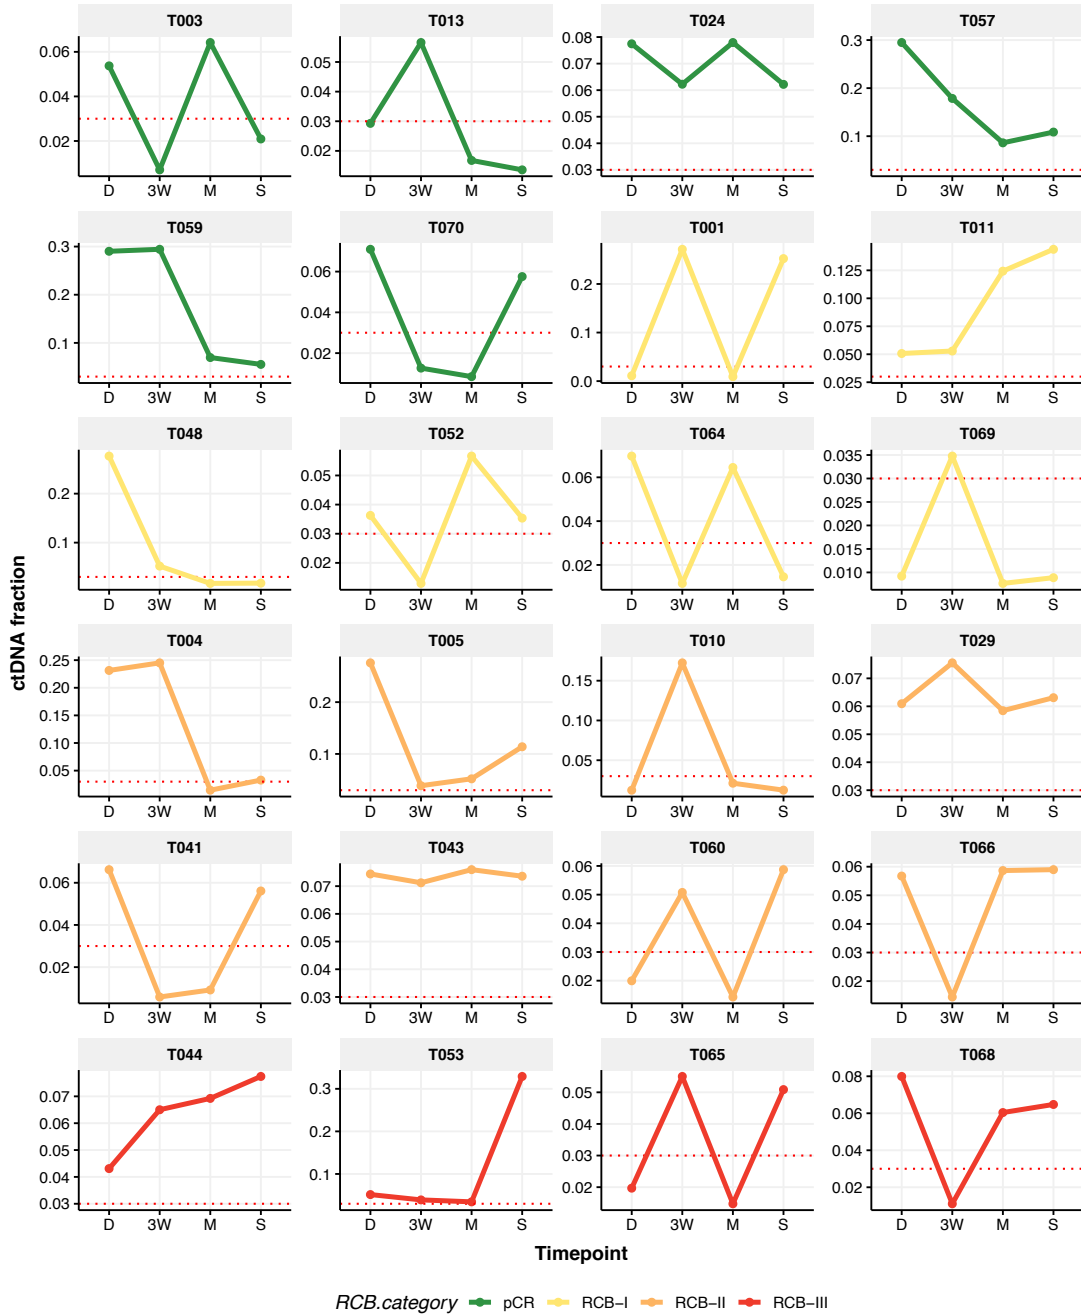 T003 T013 T024 T057
0.06 0.04 0.02
0.05 0.04 0.03 0.02
0.08 0.07 0.06 0.05 0.04 0.03
0.3 0.2 0.1
D 3W M S D 3W M S D 3W M S D 3W M S
T059 T070 T001 T011
0.3 0.2 0.1
0.06 0.04 0.02
0.2 0.1 0.0
0.125 0.100 0.075 0.050 0.025
D 3W M S D 3W M S D 3W M S D 3W M S
T048 T052 T064 T069
0.2 0.1
0.05 0.04 0.03 0.02
0.06 0.04 0.02
0.035 0.030 0.025 0.020 0.015 0.010
D 3W M S D 3W M S D 3W M S D 3W M S
ctDNA fraction
T004 T005 T010 T029
0.25 0.20 0.15 0.10 0.05
0.2 0.1
0.15 0.10 0.05
0.07 0.06 0.05 0.04 0.03
D 3W M S D 3W M S D 3W M S D 3W M S
T041 T043 T060 T066
0.06 0.04 0.02
0.07 0.06 0.05 0.04 0.03
0.06 0.05 0.04 0.03 0.02
0.06 0.05 0.04 0.03 0.02
D 3W M S D 3W M S D 3W M S D 3W M S
T044 T053 T065 T068
0.07 0.06 0.05 0.04 0.03
0.3 0.2 0.1
0.05 0.04 0.03 0.02
0.08 0.06 0.04 0.02
D 3W M S D 3W M S D 3W M S D 3W M S
Timepoint
RCB.category pCR RCB−I RCB−II RCB−III